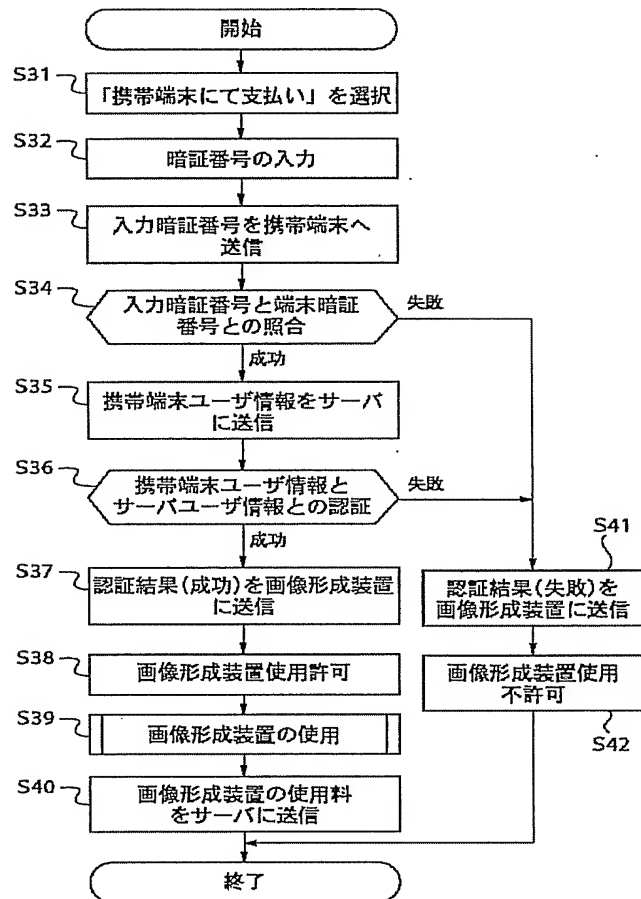 開始
S31
「携帯端末にて支払い」を選択
S32
暗証番号の入力
S33
入力暗証番号を携帯端末へ
送信
S34
入力暗証番号と端末暗証
番号との照合
失敗
成功
S35
携帯端末ユーザ情報をサーバ
に送信
S36
携帯端末ユーザ情報と
サーバユーザ情報との認証
失敗
成功
S37
認証結果(成功)を画像形成装置
に送信
S41
認証結果(失敗)を
画像形成装置に送信
S38
画像形成装置使用許可
画像形成装置使用
不許可
S42
S39
画像形成装置の使用
S40
画像形成装置の使用料
をサーバに送信
終了